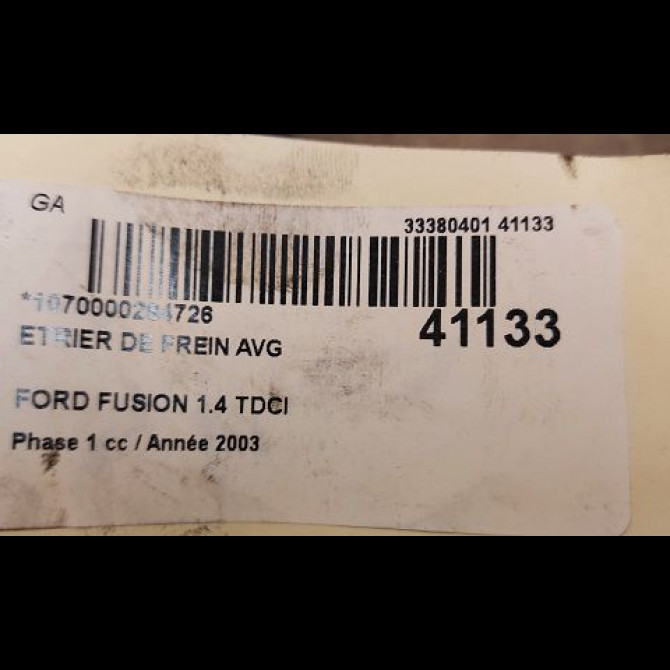 GA
33380401 41133
*1070000284726
41133
ETRIER DE FREIN AVG
FORD FUSION 1.4 TDCI
Phase 1 cc / Année 2003